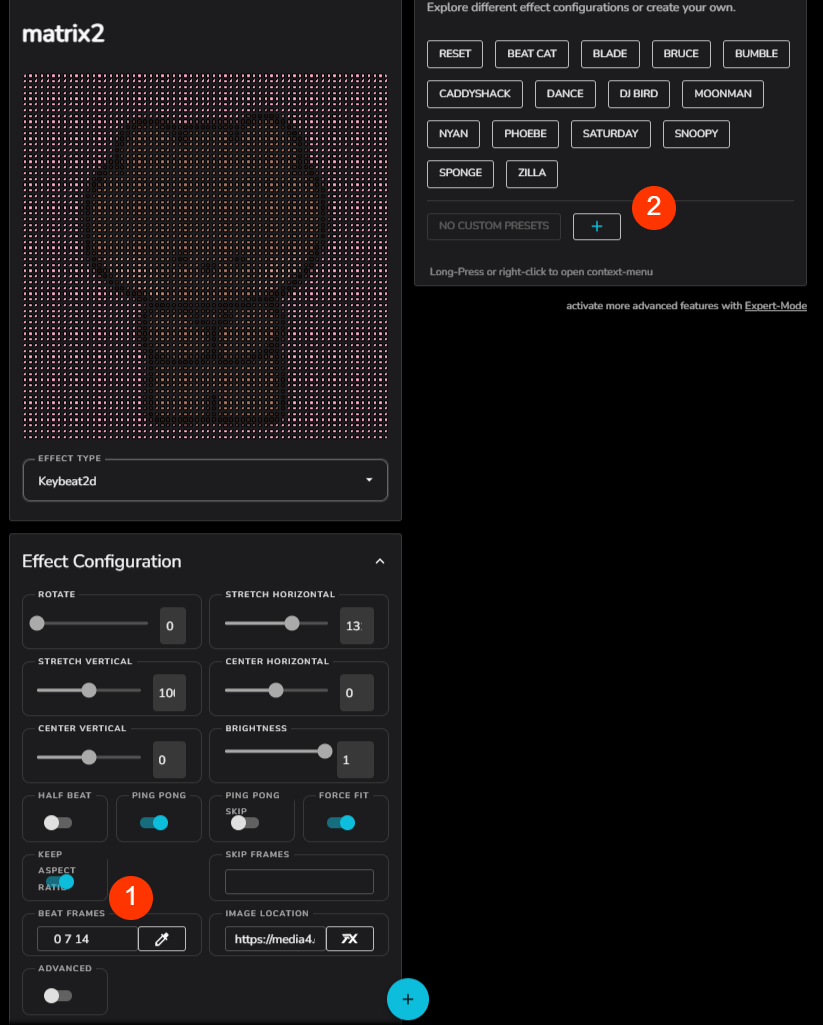 matrix2
EFFECT TYPE
Keybeat2d
Effect Configuration
ROTATE
0
STRETCH HORIZONTAL
13
STRETCH VERTICAL
10
CENTER HORIZONTAL
0
CENTER VERTICAL
0
BRIGHTNESS
1
HALF BEAT
PING PONG
PING PONG
SKIP
FORCE FIT
KEEP
ASPECT
RATIO
SKIP FRAMES
1
BEAT FRAMES
0 7 14
IMAGE LOCATION
https://media4.
FX
ADVANCED
+
Explore different effect configurations or create your own.
RESET
BEAT CAT
BLADE
BRUCE
BUMBLE
CADDYSHACK
DANCE
DJ BIRD
MOONMAN
NYAN
PHOEBE
SATURDAY
SNOOPY
SPONGE
ZILLA
2
NO CUSTOM PRESETS
+
Long-Press or right-click to open context-menu
activate more advanced features with Expert-Mode